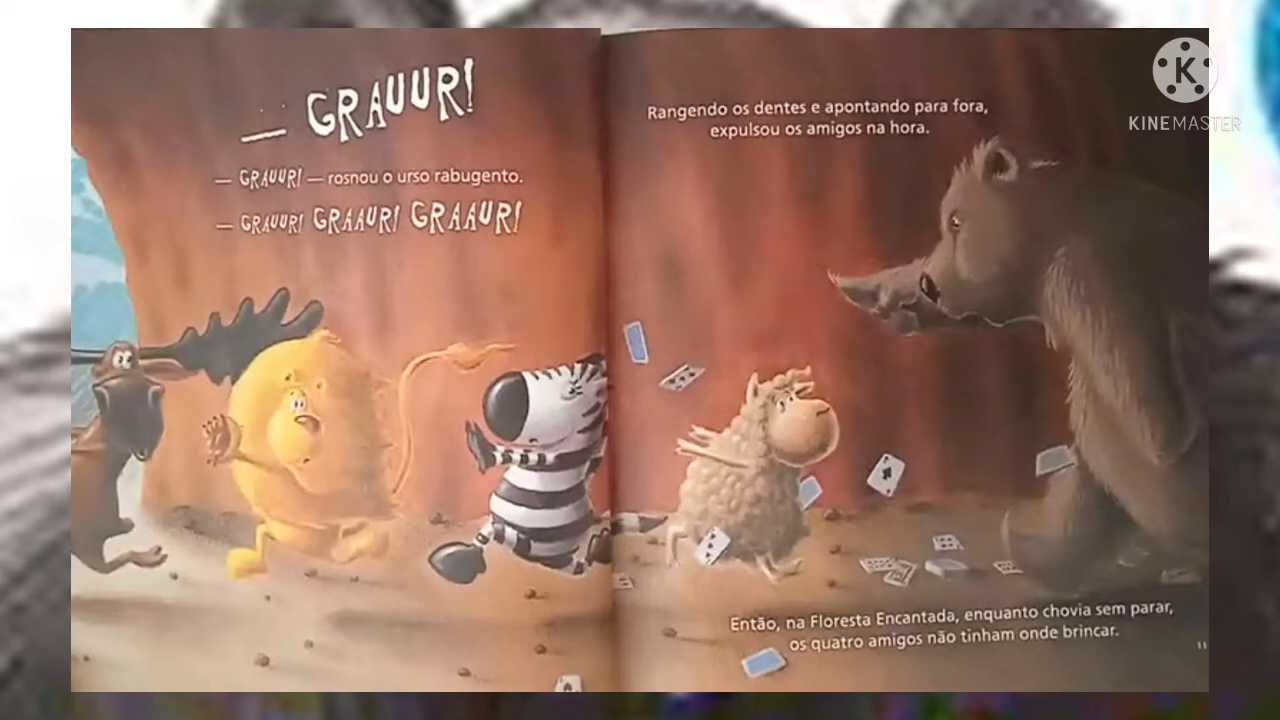 — GRAUUR!
— GRAUUR! — rosnou o urso rabugento.
— GRAUUR! GRAAUR! GRAAUR!
Rangendo os dentes e apontando para fora,
expulsou os amigos na hora.
Então, na Floresta Encantada, enquanto chovia sem parar,
os quatro amigos não tinham onde brincar.
11
K
KINEMASTER